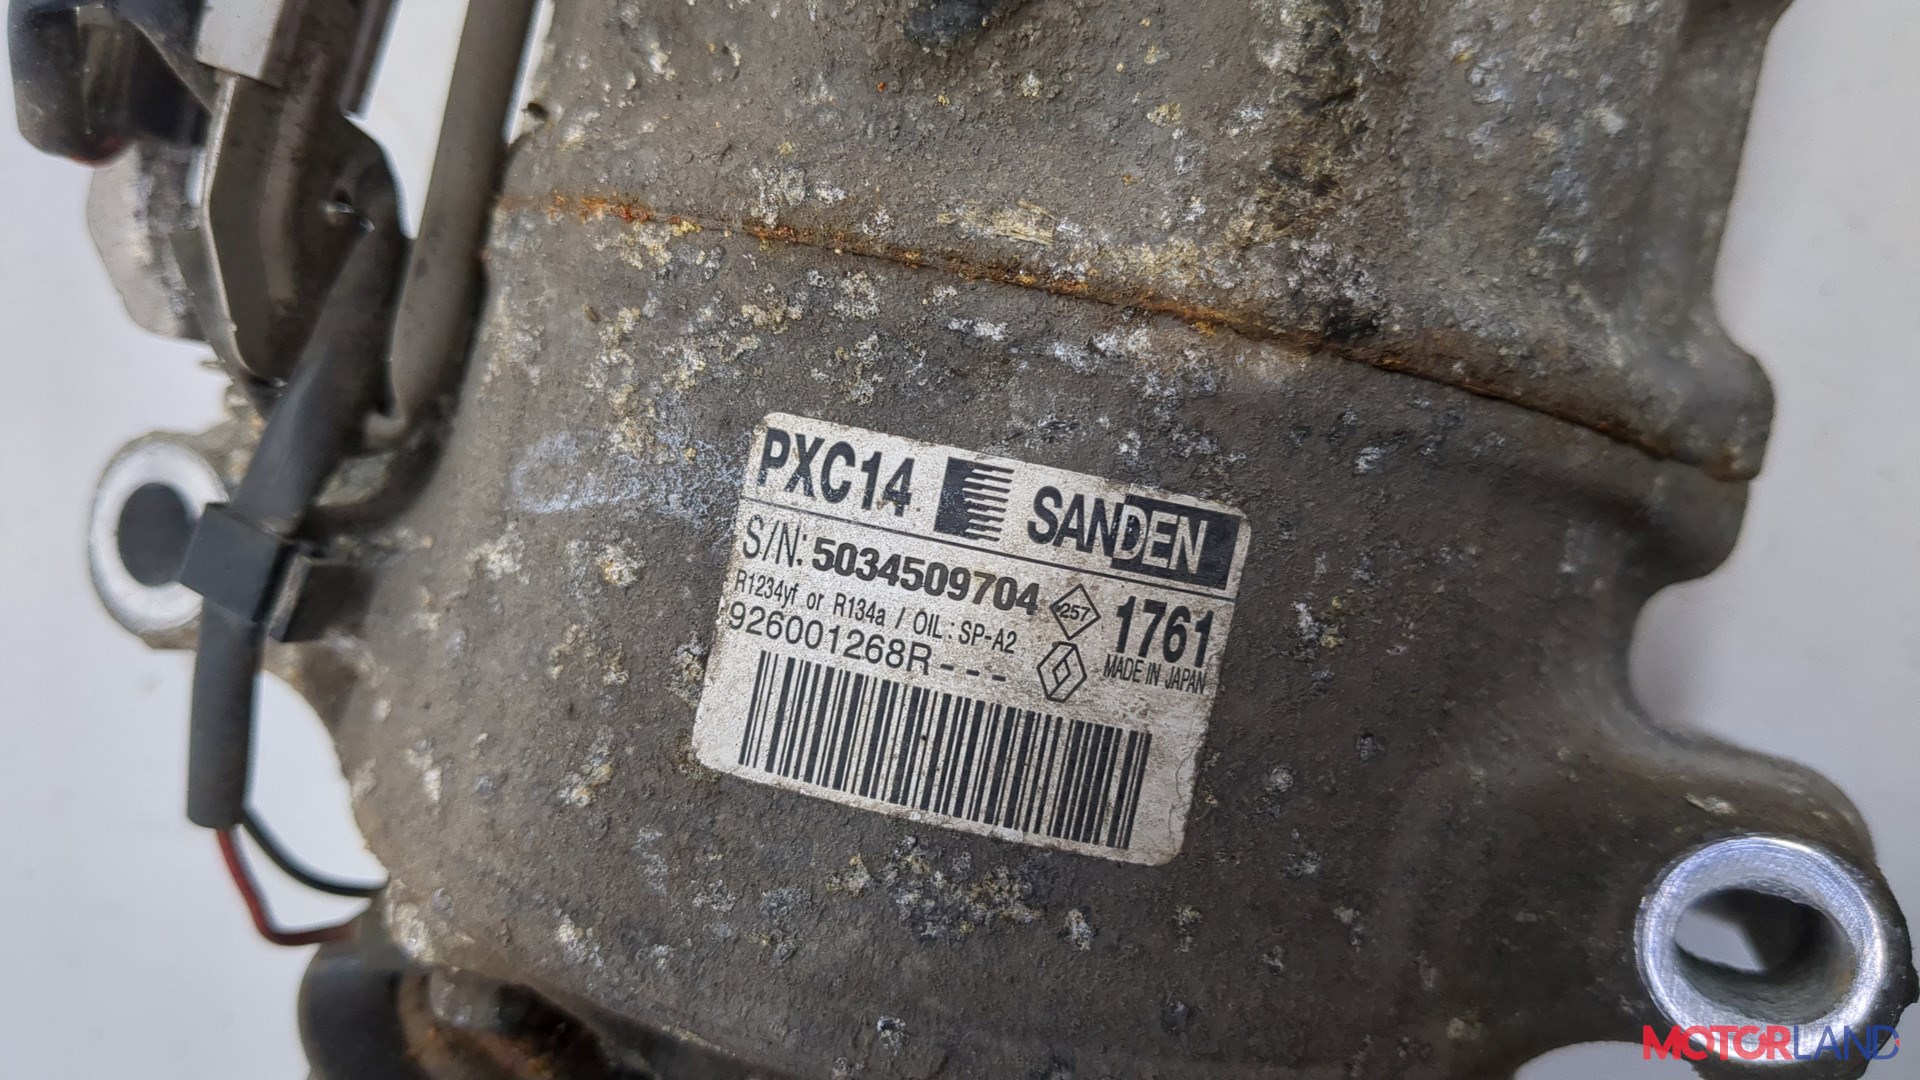 PXC14 SANDEN
S/N: 5034509704 257 1761
R1234yf or R134a / OIL : SP-A2
MADE IN JAPAN
926001268R---
MOTORLAND